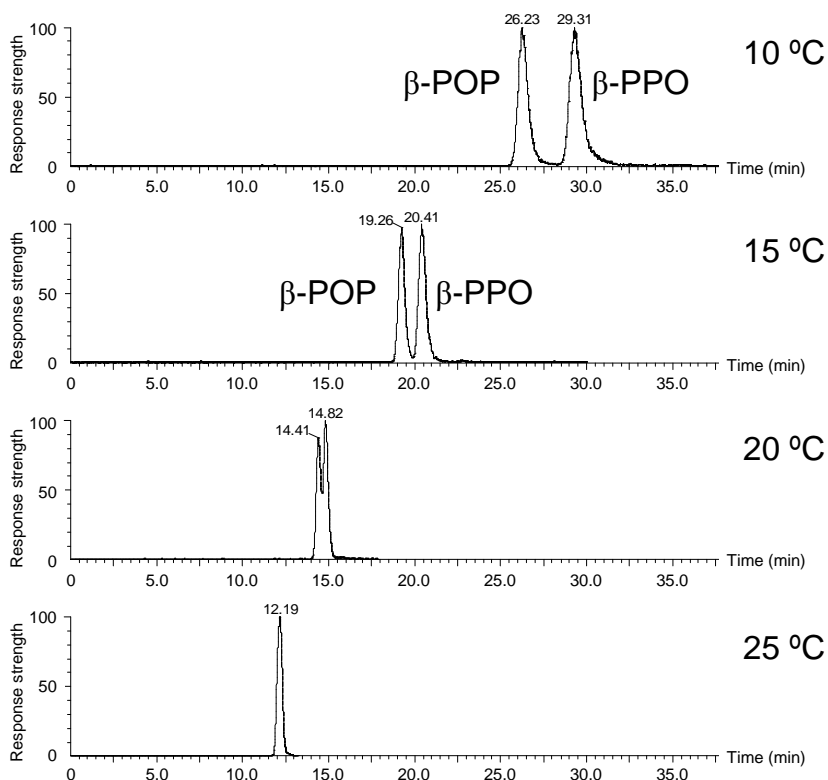 26.23 29.31
100
50
0
Response strength
β-POP β-PPO
10 ºC
0 5.0 10.0 15.0 20.0 25.0 30.0 35.0 Time (min)
19.26 20.41
100
50
0
Response strength
β-POP β-PPO
15 ºC
0 5.0 10.0 15.0 20.0 25.0 30.0 35.0 Time (min)
14.82
14.41
100
50
0
Response strength
20 ºC
0 5.0 10.0 15.0 20.0 25.0 30.0 35.0 Time (min)
12.19
100
50
0
Response strength
25 ºC
0 5.0 10.0 15.0 20.0 25.0 30.0 35.0 Time (min)